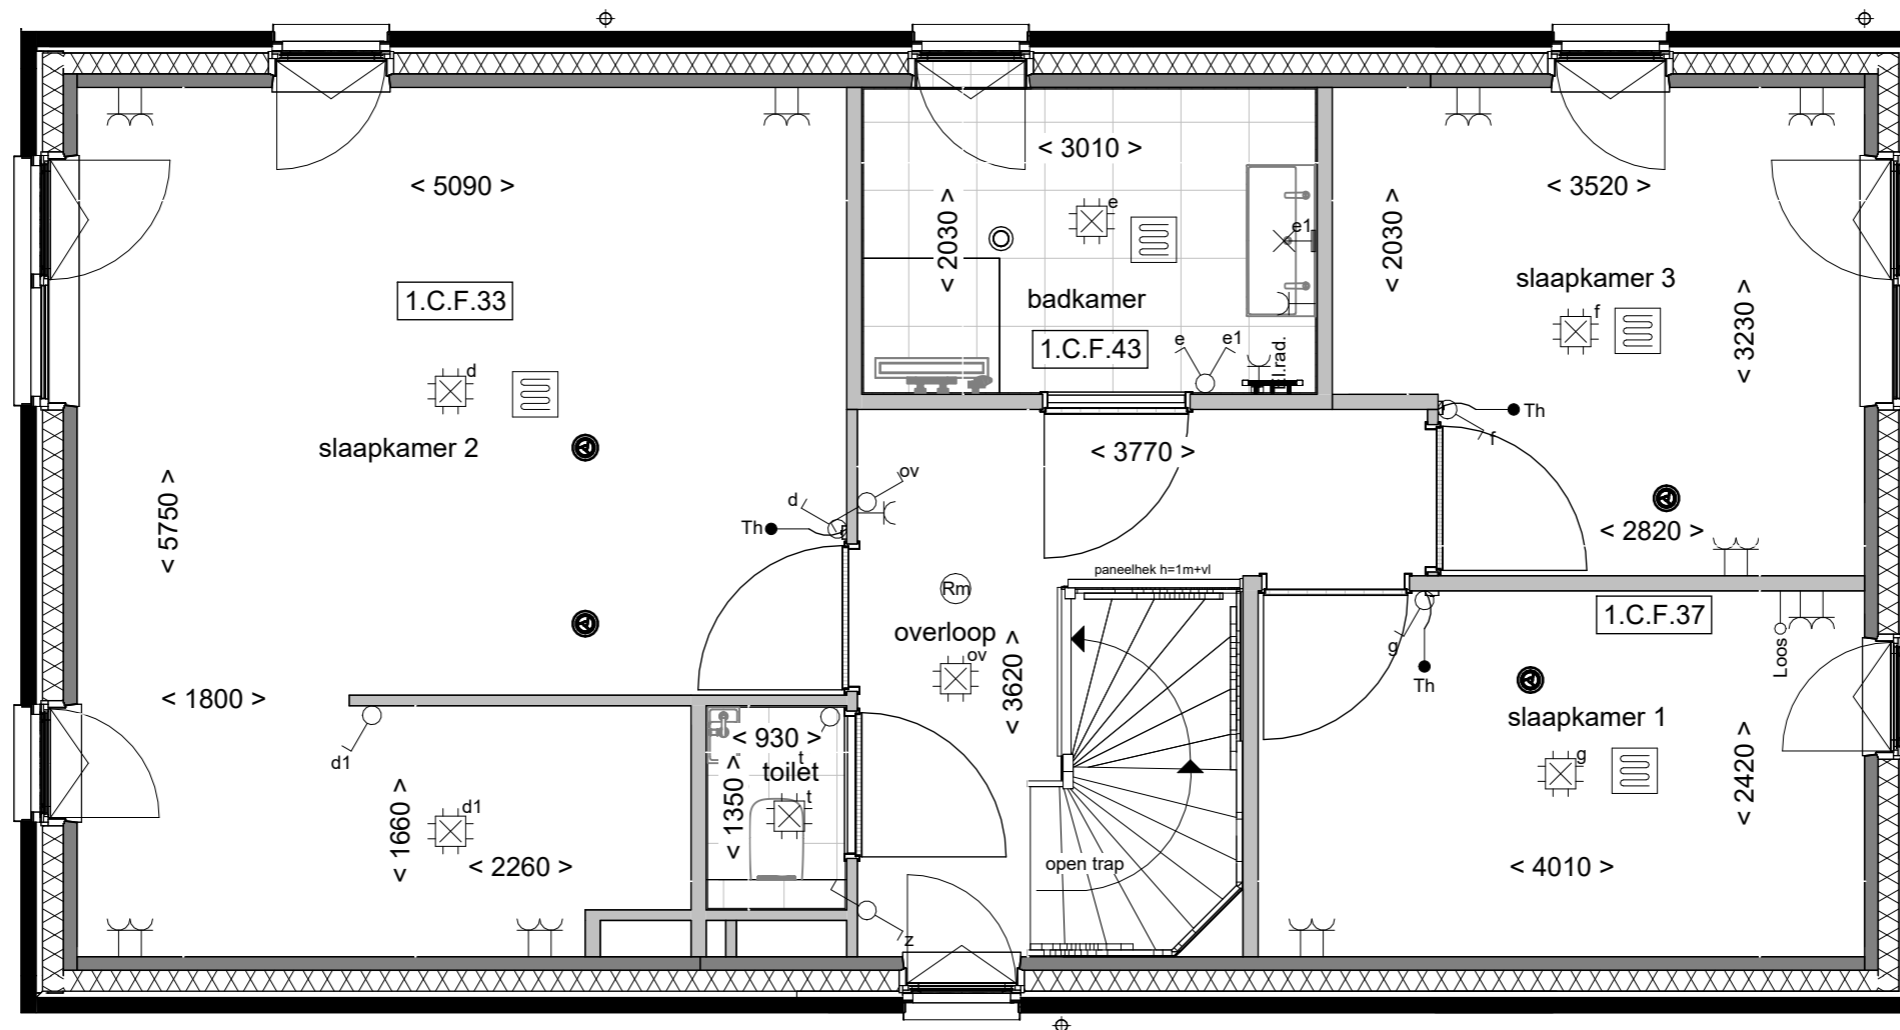 < 5090 >
1.C.F.33
d
slaapkamer 2
< 5750 >
Th
d
ov
< 1800 >
d1
< 1660 >
d1
< 2260 >
< 3010 >
< 2030 >
e
e1
badkamer
1.C.F.43
e
e1
< 2030 >
< 3520 >
slaapkamer 3
f
< 3230 >
Th
f
< 2820 >
< 3770 >
paneelhek h=1m+vl
Rm
overloop
ov
< 3620 >
open trap
< 930 >
t
toilet
t
< 1350 >
z
1.C.F.37
g
Th
Loos
slaapkamer 1
g
< 2420 >
< 4010 >